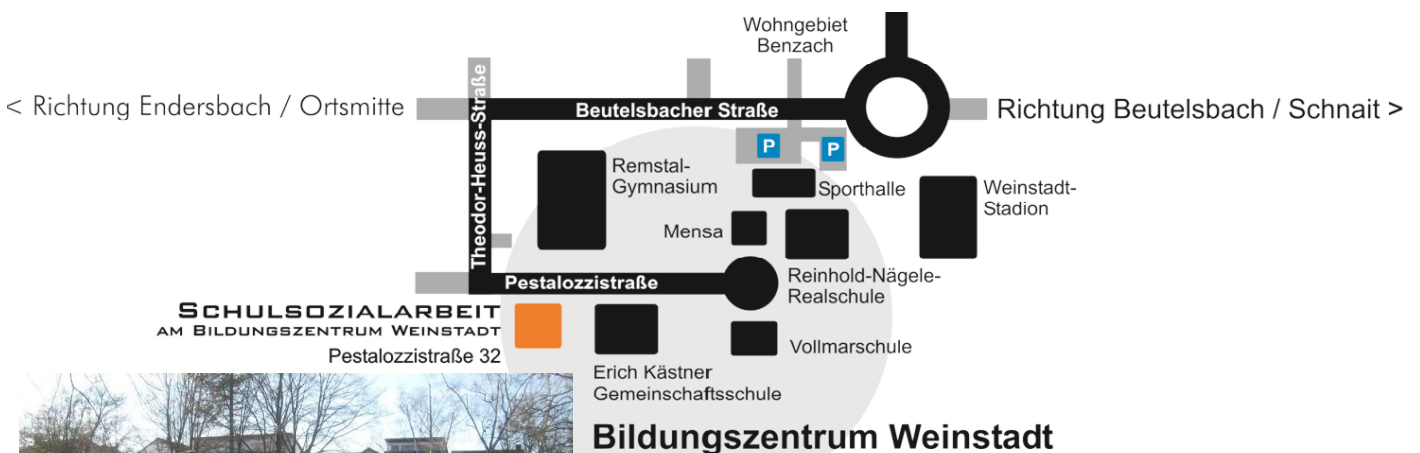 Wohngebiet
Benzach
< Richtung Endersbach / Ortsmitte
Theodor-Heuss-Straße
Beutelsbacher Straße
Richtung Beutelsbach / Schnait >
P
P
Remstal-
Gymnasium
Sporthalle
Weinstadt-
Stadion
Mensa
Pestalozzistraße
Reinhold-Nägele-
Realschule
SCHULSOZIALARBEIT
AM BILDUNGSZENTRUM WEINSTADT
Pestalozzistraße 32
Vollmarschule
Erich Kästner
Gemeinschaftsschule
Bildungszentrum Weinstadt